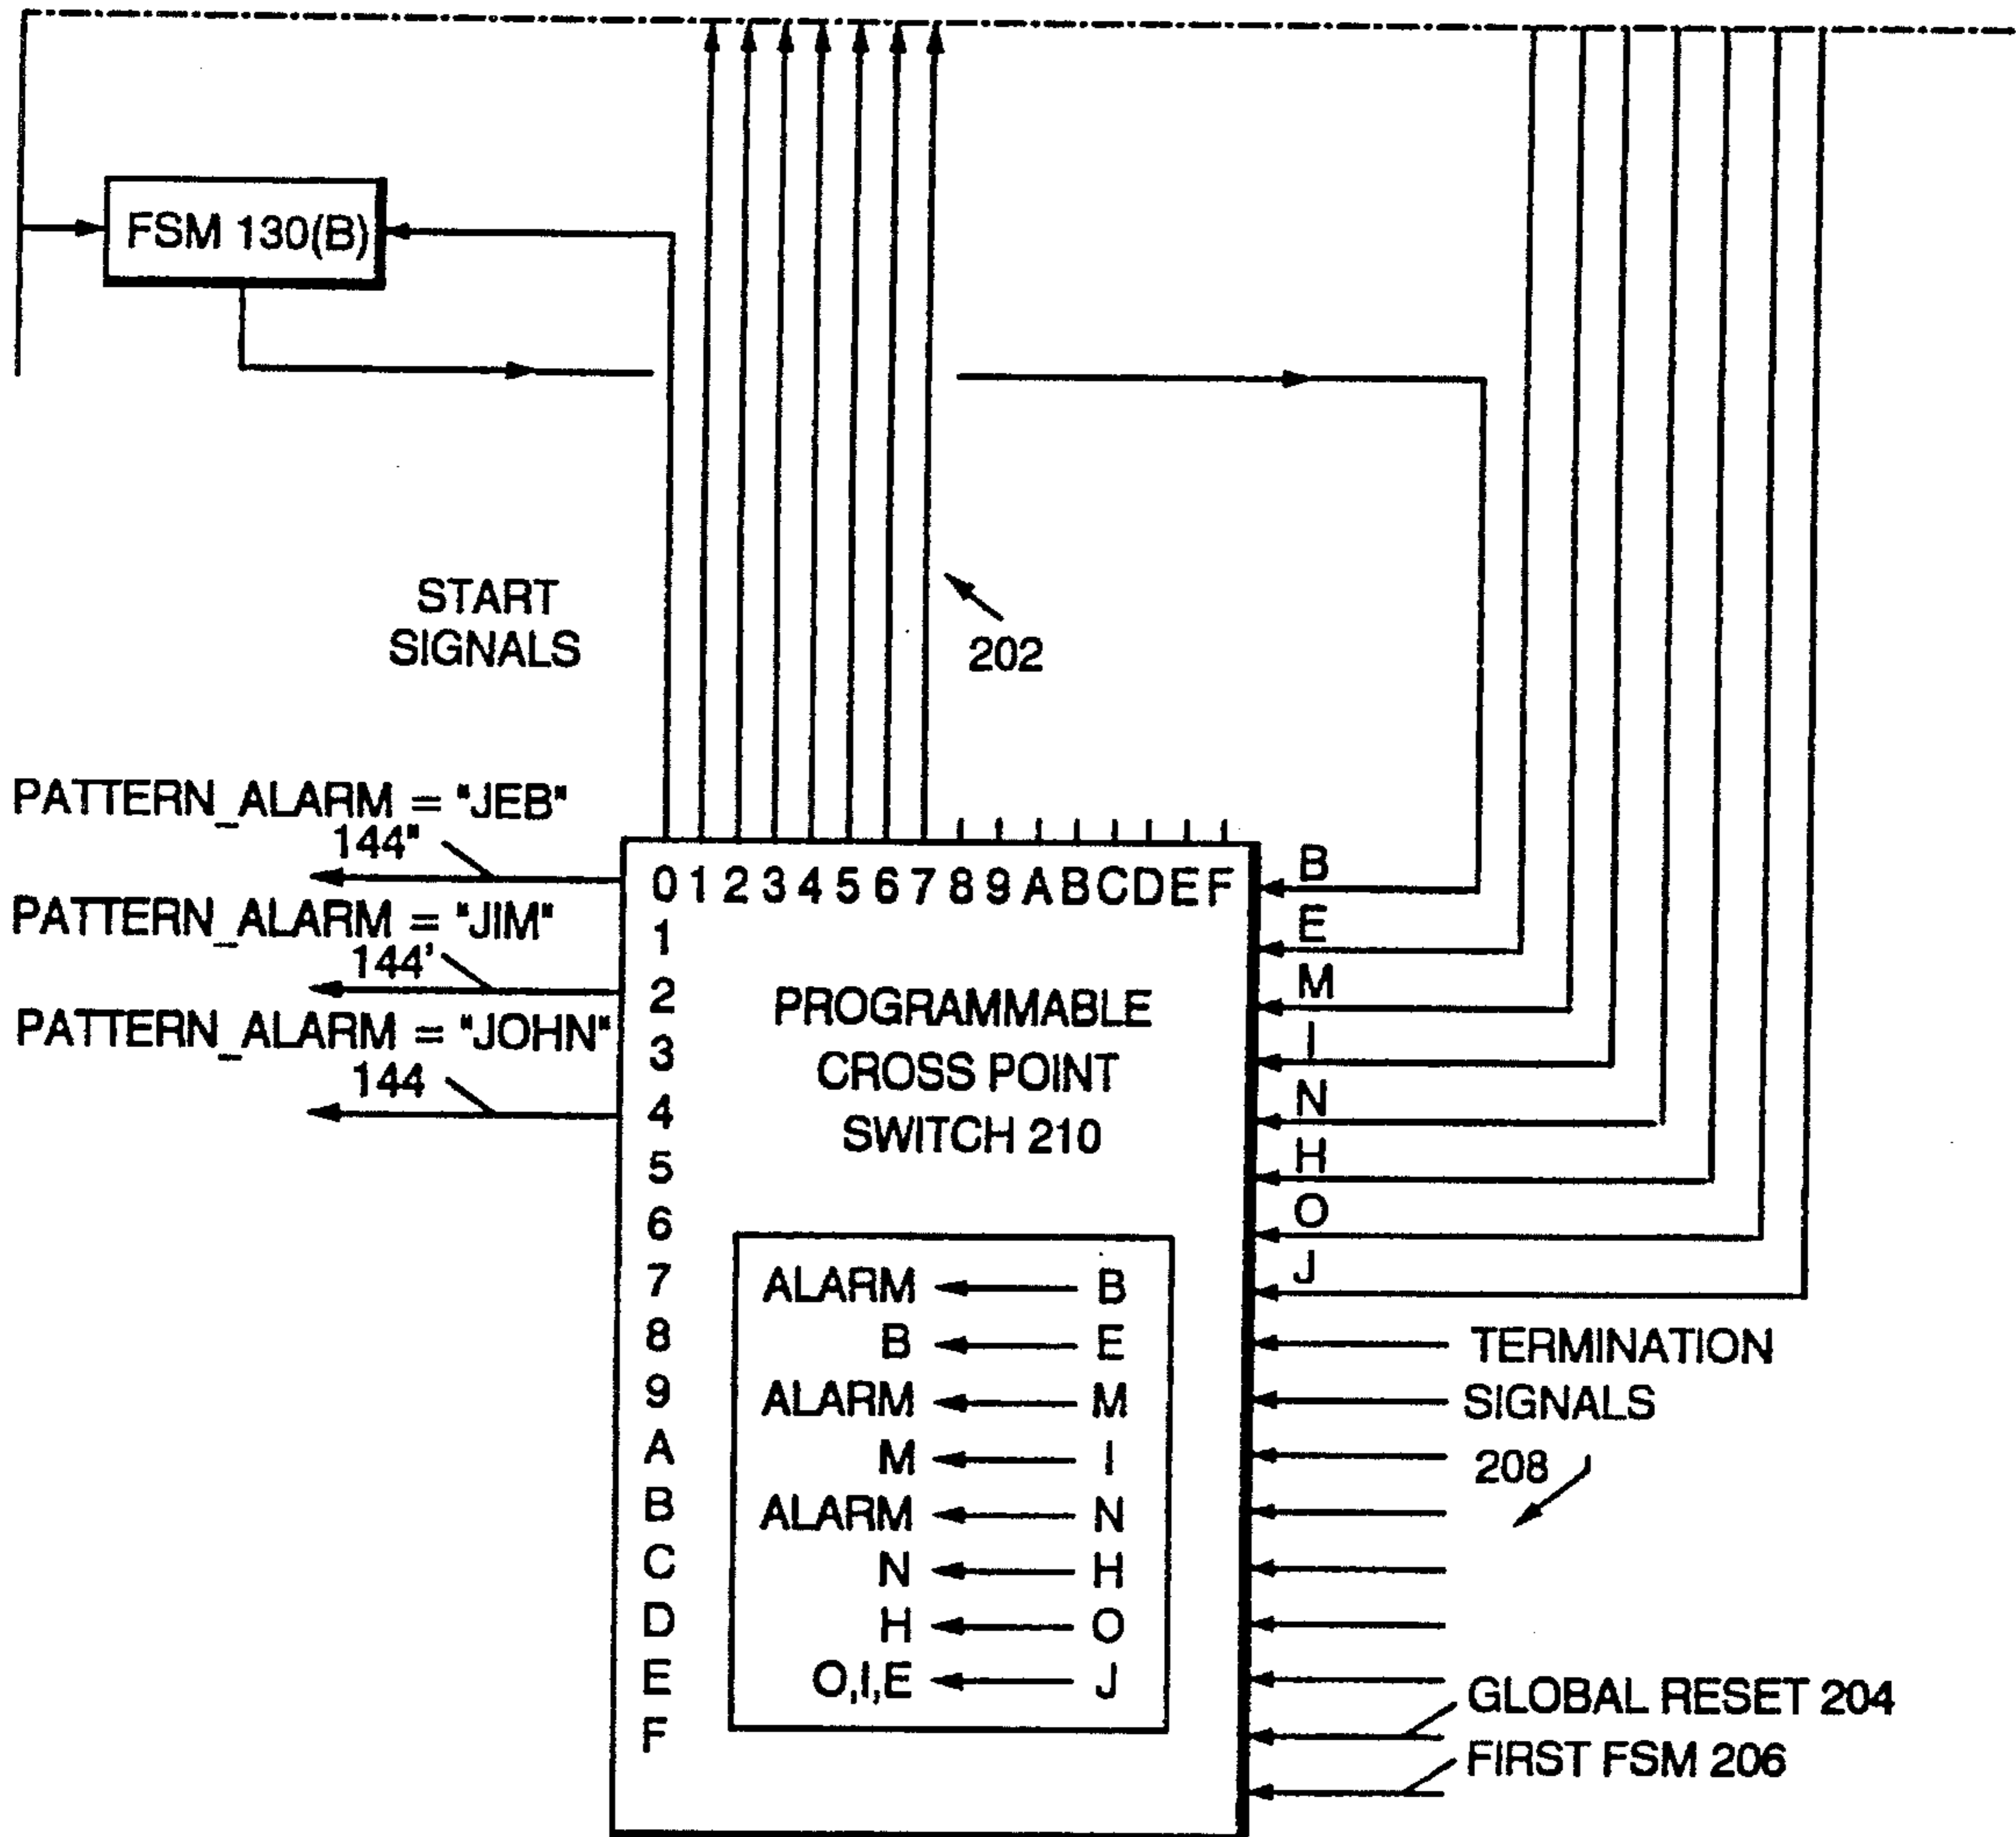 FSM 130(B)
START
SIGNALS
202
PATTERN_ALARM = "JEB"
144"
PATTERN_ALARM = "JIM"
144'
PATTERN_ALARM = "JOHN"
144
0 1 2 3 4 5 6 7 8 9 A B C D E F
1
2
3
4
5
6
7
8
9
A
B
C
D
E
F
PROGRAMMABLE
CROSS POINT
SWITCH 210
ALARM B
B E
ALARM M
M I
ALARM N
N H
H O
O,I,E J
B
E
M
I
N
H
O
J
TERMINATION
SIGNALS
208
GLOBAL RESET 204
FIRST FSM 206